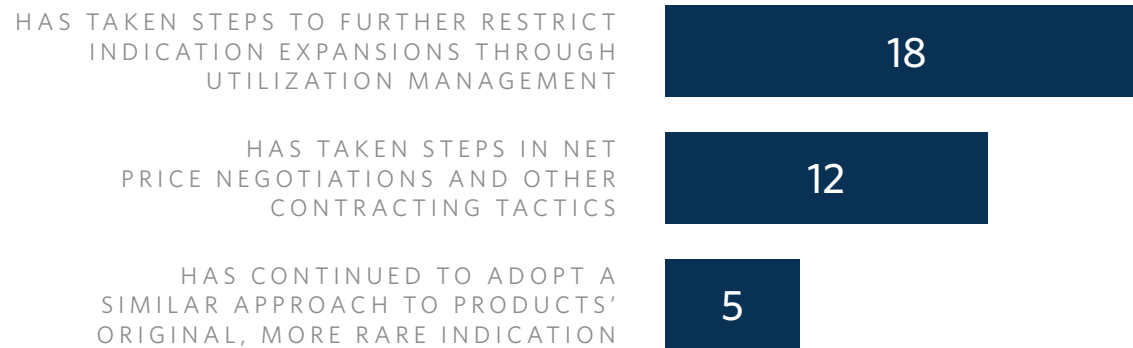 HAS TAKEN STEPS TO FURTHER RESTRICT
INDICATION EXPANSIONS THROUGH
UTILIZATION MANAGEMENT
18
HAS TAKEN STEPS IN NET
PRICE NEGOTIATIONS AND OTHER
CONTRACTING TACTICS
12
HAS CONTINUED TO ADOPT A
SIMILAR APPROACH TO PRODUCTS’
ORIGINAL, MORE RARE INDICATION
5